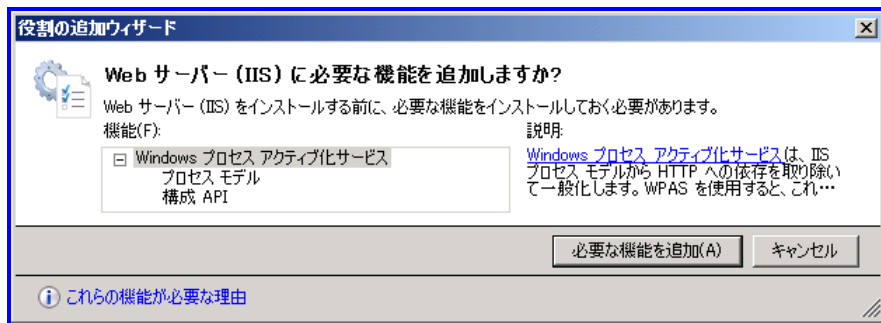 役割の追加ウィザード
Web サーバー (IIS) に必要な機能を追加しますか?
Web サーバー (IIS) をインストールする前に、必要な機能をインストールしておく必要があります。
機能(F):
Windows プロセス アクティブ化サービス
プロセス モデル
構成 API
説明:
Windows プロセス アクティブ化サービスは、IIS
プロセス モデルから HTTP への依存を取り除い
て一般化します。WPAS を使用すると、これ…
必要な機能を追加(A)
キャンセル
これらの機能が必要な理由